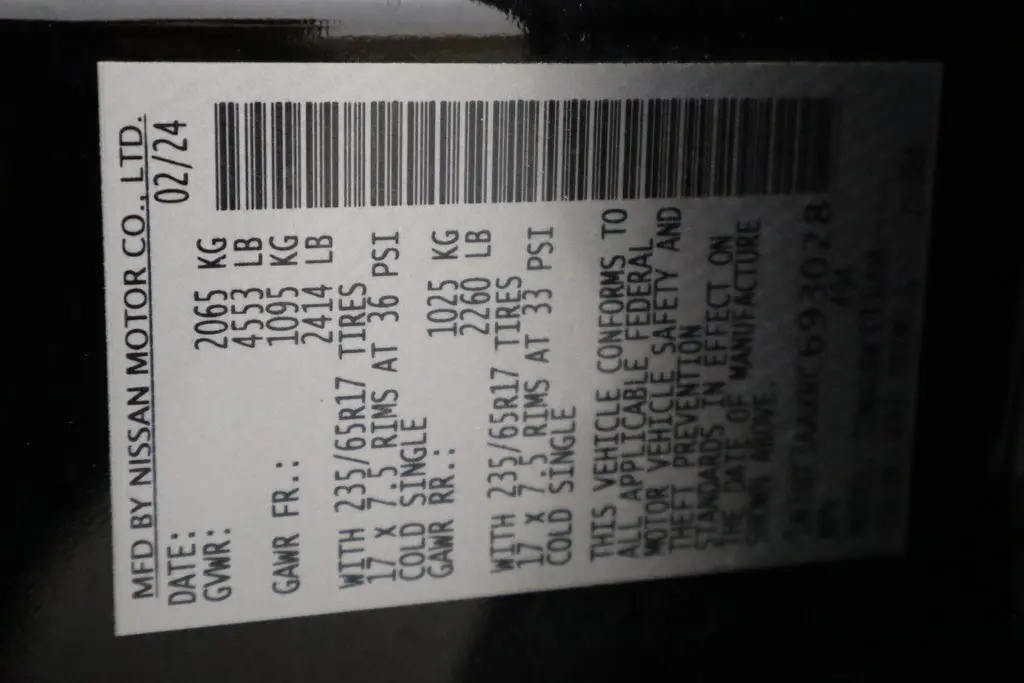 MFD BY NISSAN MOTOR CO., LTD.
DATE: 02/24
GVWR: 2065 KG
4553 LB
GAWR FR.: 1095 KG
2414 LB
WITH 235/65R17 TIRES
17 X 7.5 RIMS AT 36 PSI
COLD SINGLE
GAWR RR.: 1025 KG
2260 LB
WITH 235/65R17 TIRES
17 X 7.5 RIMS AT 33 PSI
COLD SINGLE
THIS VEHICLE CONFORMS TO
ALL APPLICABLE FEDERAL
MOTOR VEHICLE SAFETY AND
THEFT PREVENTION
STANDARDS IN EFFECT ON
THE DATE OF MANUFACTURE
SHOWN ABOVE.